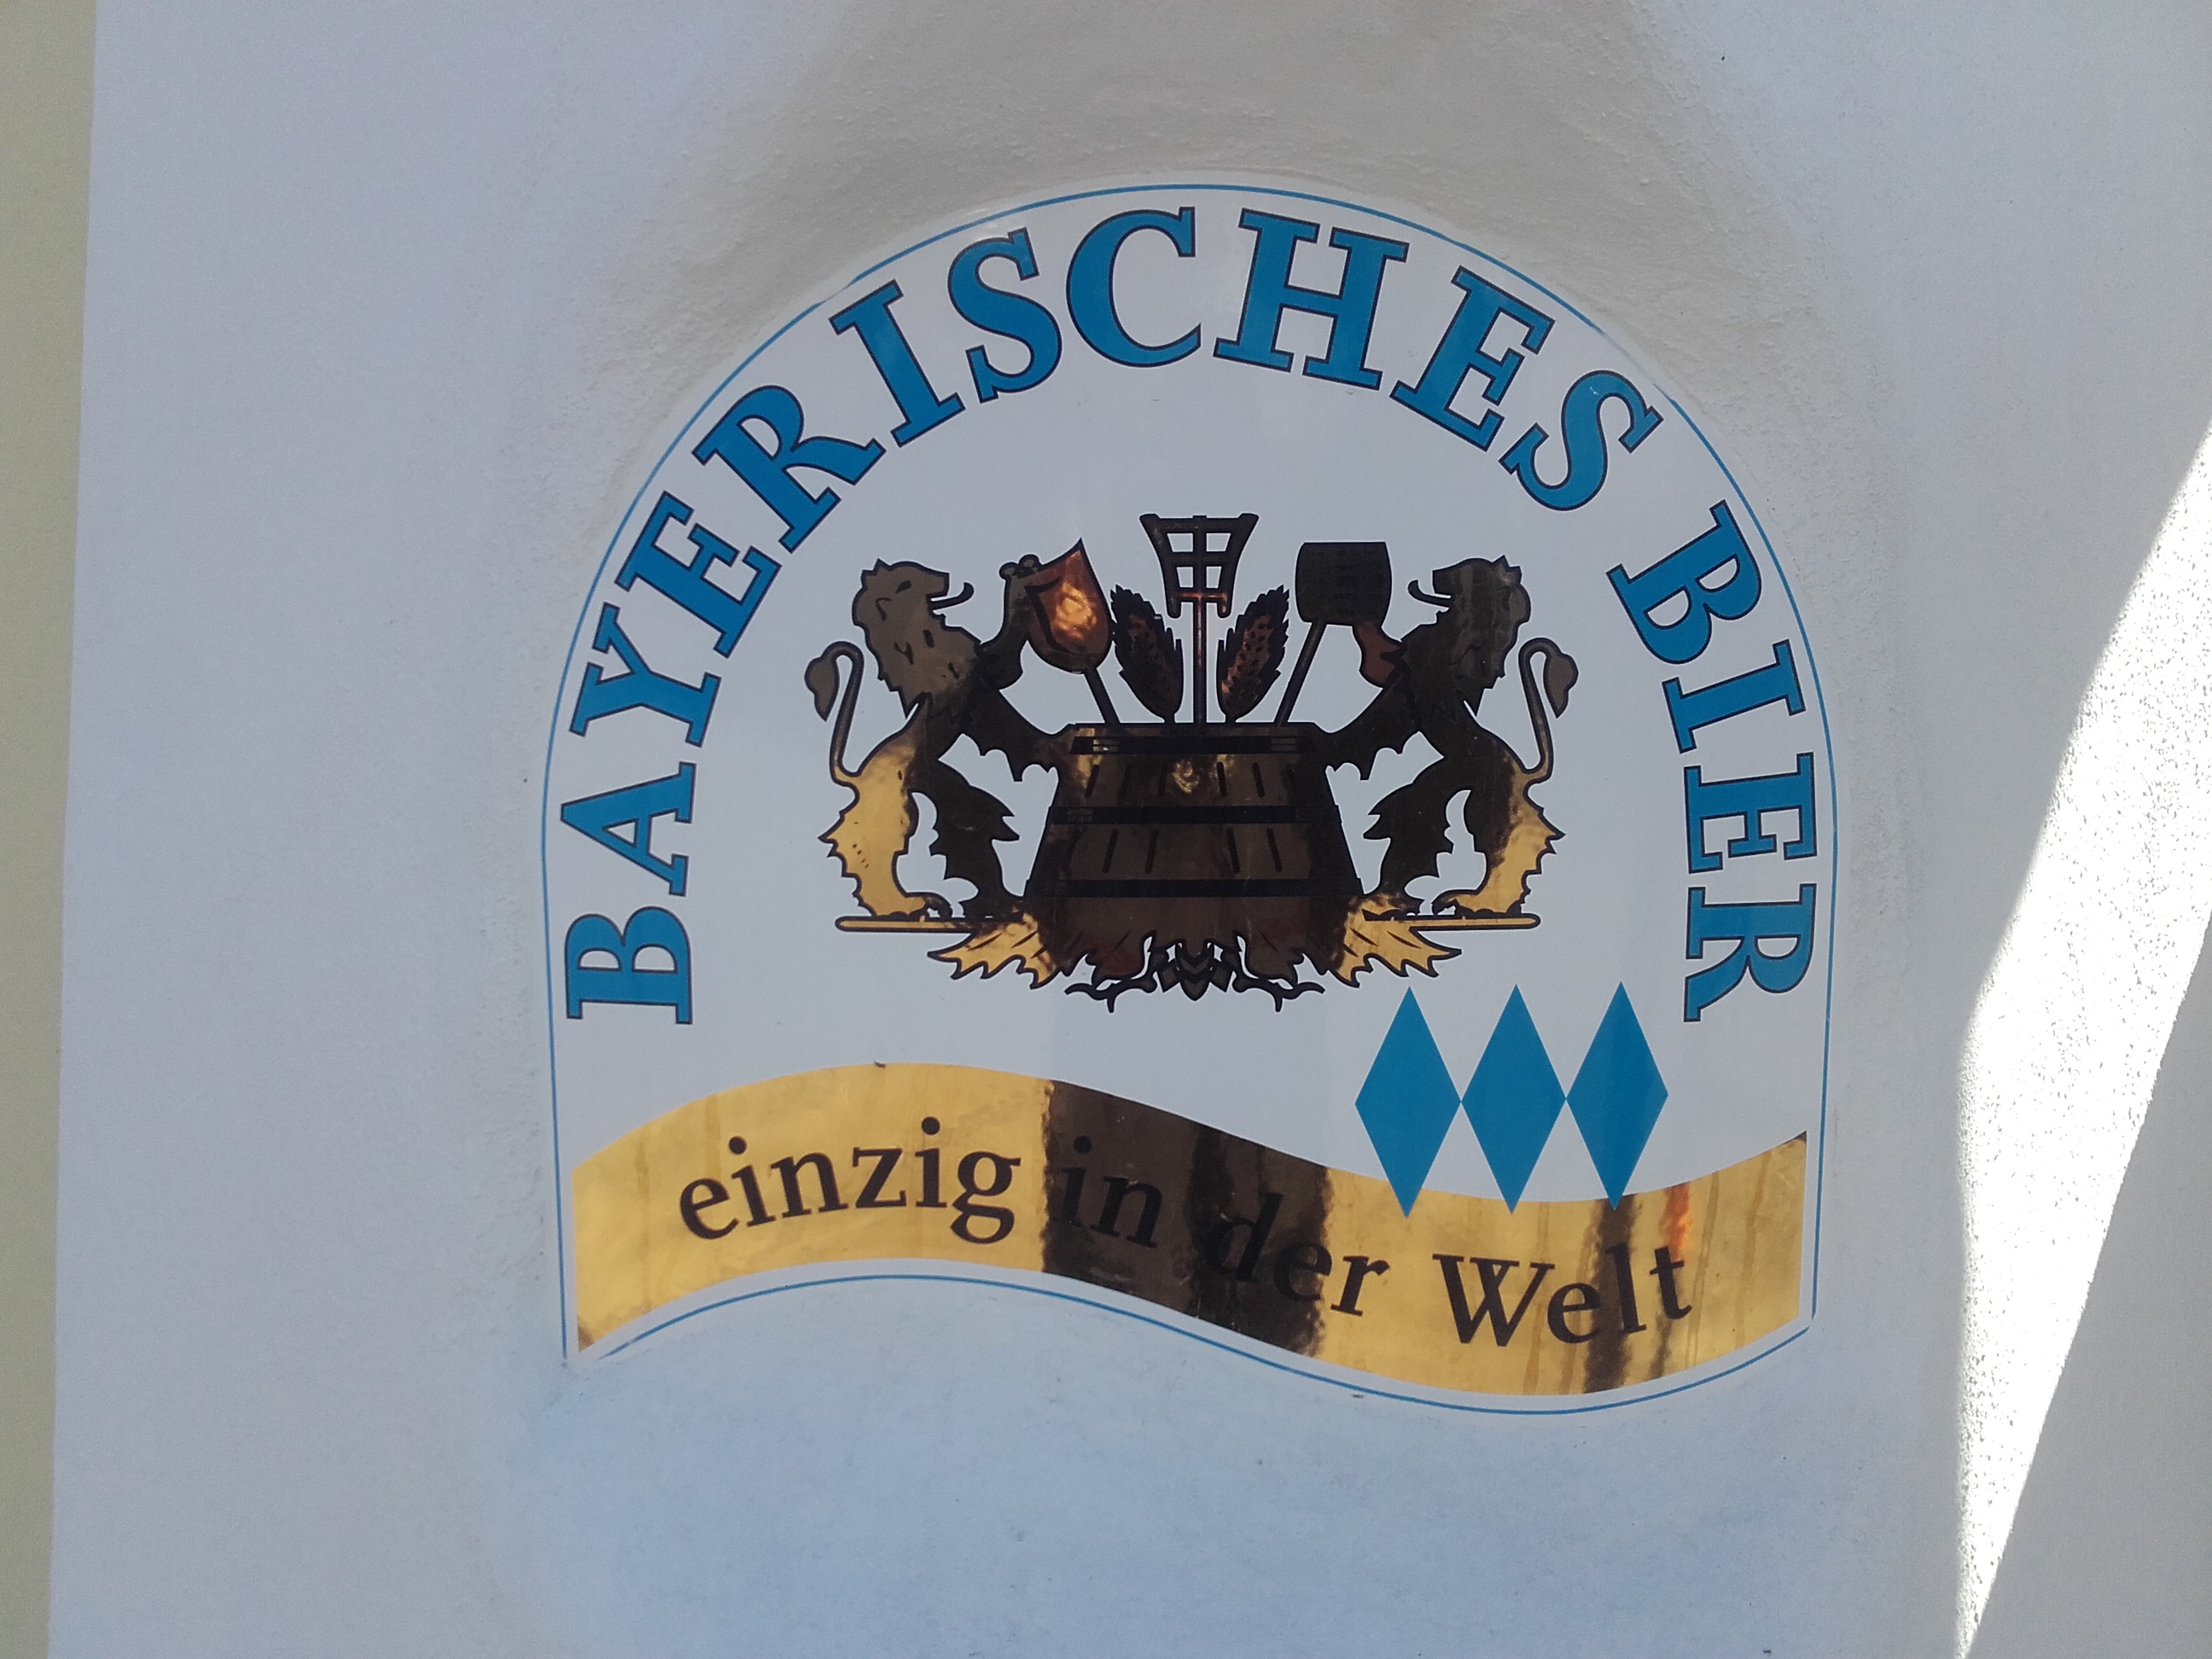 BAYERISCHES BIER
einzig in der Welt